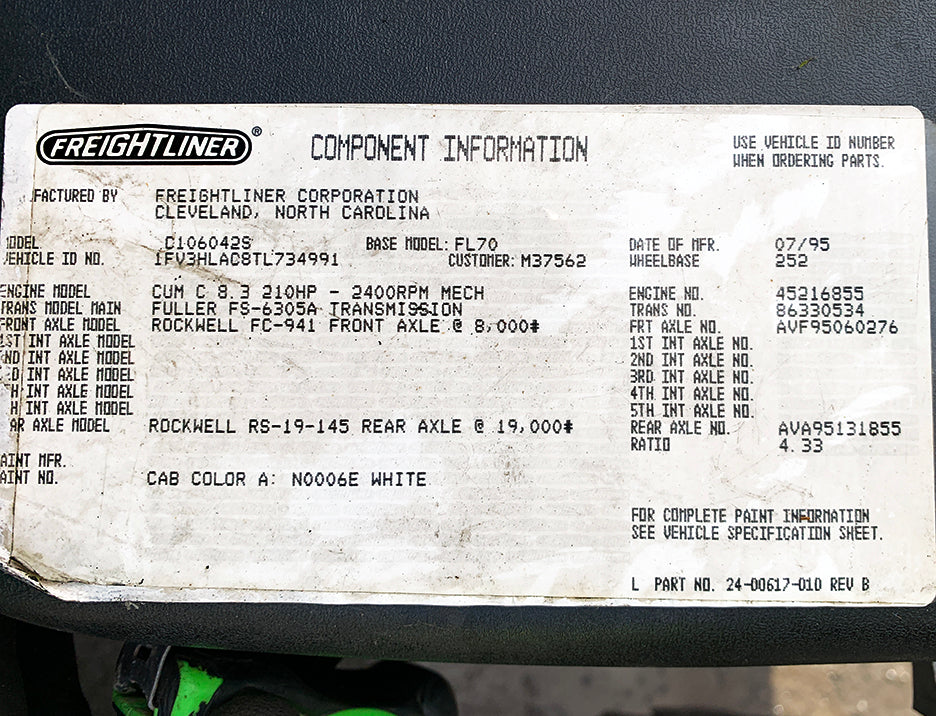 FREIGHTLINER®
COMPONENT INFORMATION
USE VEHICLE ID NUMBER
WHEN ORDERING PARTS.
FACTURED BY FREIGHTLINER CORPORATION
CLEVELAND, NORTH CAROLINA
ODEL C106042S BASE MODEL: FL70 DATE OF MFR. 07/95
VEHICLE ID NO. 1FV3HLAC8TL734991 CUSTOMER: M37562 WHEELBASE 252
ENGINE MODEL CUM C 8.3 210HP - 2400RPM MECH ENGINE NO. 45216855
TRANS MODEL MAIN FULLER FS-6305A TRANSMISSION TRANS NO. 86330534
FRONT AXLE MODEL ROCKWELL FC-941 FRONT AXLE @ 8,000# FRT AXLE NO. AVF95060276
1ST INT AXLE MODEL 1ST INT AXLE NO.
ND INT AXLE MODEL 2ND INT AXLE NO.
D INT AXLE MODEL 3RD INT AXLE NO.
H INT AXLE MODEL 4TH INT AXLE NO.
H INT AXLE MODEL 5TH INT AXLE NO.
AR AXLE MODEL ROCKWELL RS-19-145 REAR AXLE @ 19,000# REAR AXLE NO. AVA95131855
RATIO 4.33
AINT MFR.
AINT NO. CAB COLOR A: N0006E WHITE
FOR COMPLETE PAINT INFORMATION
SEE VEHICLE SPECIFICATION SHEET.
L PART NO. 24-00617-010 REV B